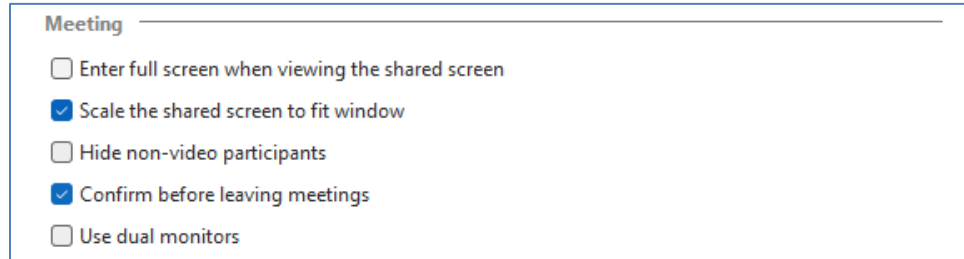 Meeting
Enter full screen when viewing the shared screen
Scale the shared screen to fit window
Hide non-video participants
Confirm before leaving meetings
Use dual monitors